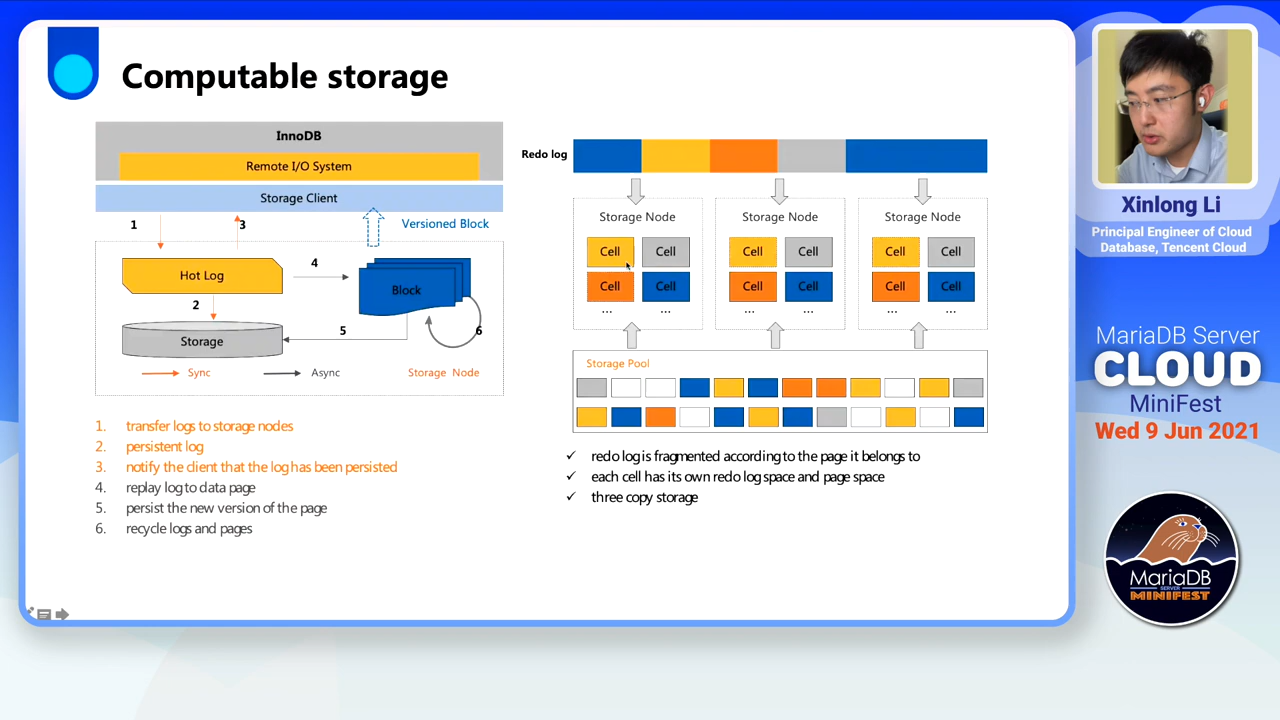 Computable storage
InnoDB
Remote I/O System
Storage Client
1
3
Versioned Block
Hot Log
4
Block
2
5
6
Storage
Sync
Async
Storage Node
1. transfer logs to storage nodes
2. persistent log
3. notify the client that the log has been persisted
4. replay log to data page
5. persist the new version of the page
6. recycle logs and pages
Redo log
Storage Node
Storage Node
Storage Node
Cell Cell
Cell Cell
... ...
Cell Cell
Cell Cell
... ...
Cell Cell
Cell Cell
... ...
Storage Pool
✓ redo log is fragmented according to the page it belongs to
✓ each cell has its own redo log space and page space
✓ three copy storage
Xinlong Li
Principal Engineer of Cloud
Database, Tencent Cloud
MariaDB Server
CLOUD
MiniFest
Wed 9 Jun 2021
MariaDB
SERVER
MINIFEST